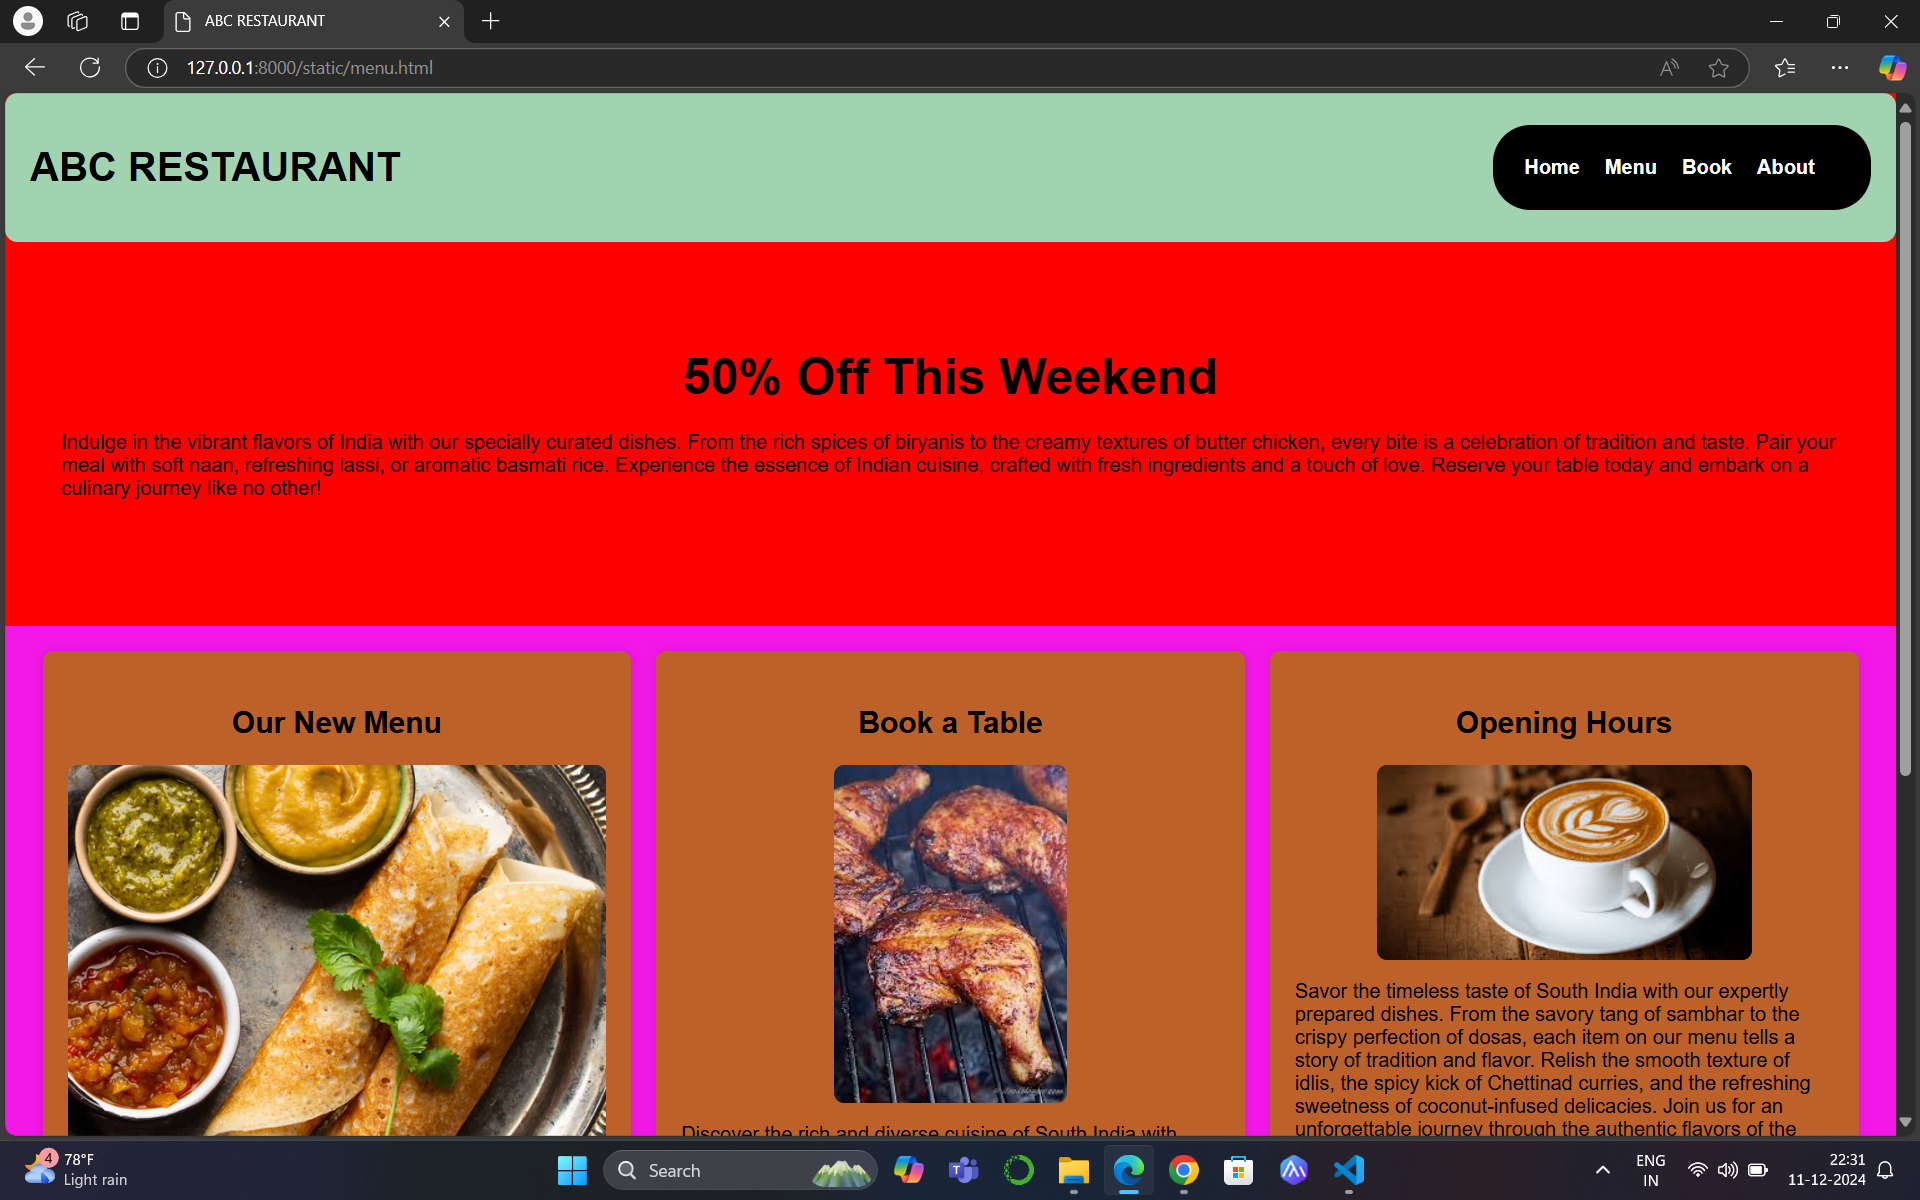 ABC RESTAURANT
127.0.0.1:8000/static/menu.html
ABC RESTAURANT
Home Menu Book About
50% Off This Weekend
Indulge in the vibrant flavors of India with our specially curated dishes. From the rich spices of biryanis to the creamy textures of butter chicken, every bite is a celebration of tradition and taste. Pair your
meal with soft naan, refreshing lassi, or aromatic basmati rice. Experience the essence of Indian cuisine, crafted with fresh ingredients and a touch of love. Reserve your table today and embark on a
culinary journey like no other!
Our New Menu
Book a Table
Discover the rich and diverse cuisine of South India with
Opening Hours
Savor the timeless taste of South India with our expertly
prepared dishes. From the savory tang of sambhar to the
crispy perfection of dosas, each item on our menu tells a
story of tradition and flavor. Relish the smooth texture of
idlis, the spicy kick of Chettinad curries, and the refreshing
sweetness of coconut-infused delicacies. Join us for an
unforgettable journey through the authentic flavors of the
4
78°F
Light rain
Search
ENG
IN
22:31
11-12-2024